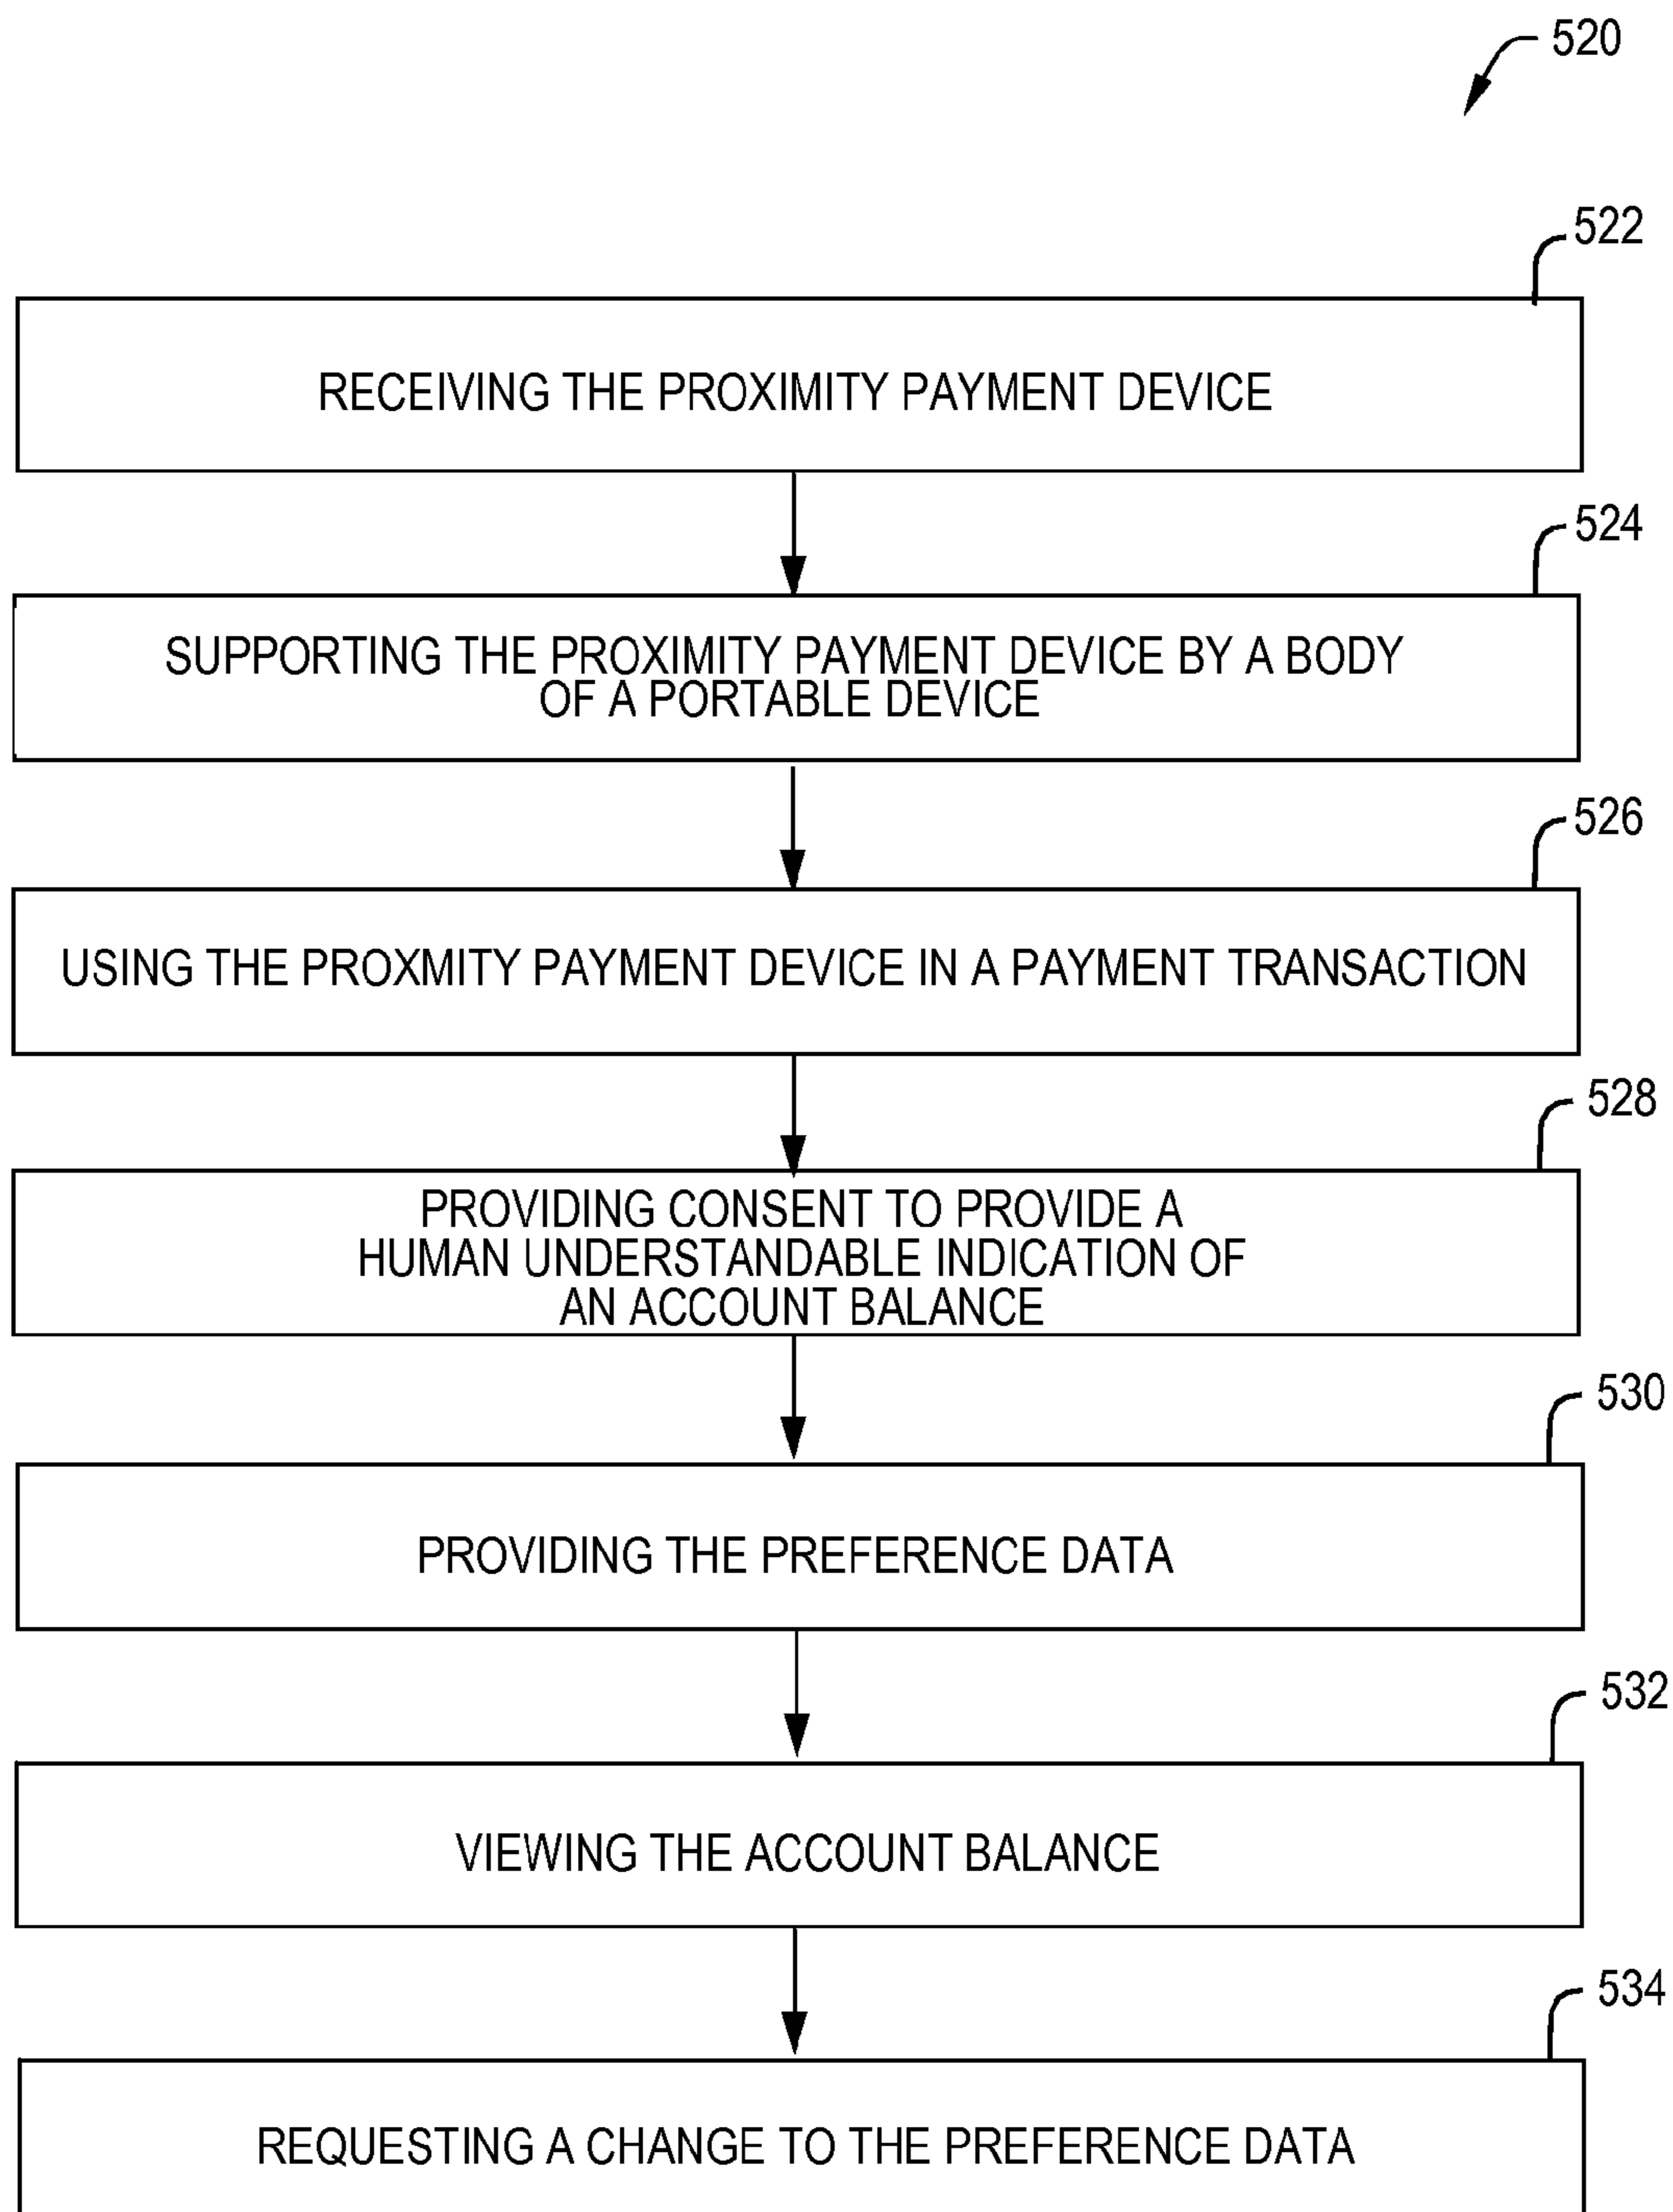 520
522
RECEIVING THE PROXIMITY PAYMENT DEVICE
524
SUPPORTING THE PROXIMITY PAYMENT DEVICE BY A BODY
OF A PORTABLE DEVICE
526
USING THE PROXMITY PAYMENT DEVICE IN A PAYMENT TRANSACTION
528
PROVIDING CONSENT TO PROVIDE A
HUMAN UNDERSTANDABLE INDICATION OF
AN ACCOUNT BALANCE
530
PROVIDING THE PREFERENCE DATA
532
VIEWING THE ACCOUNT BALANCE
534
REQUESTING A CHANGE TO THE PREFERENCE DATA